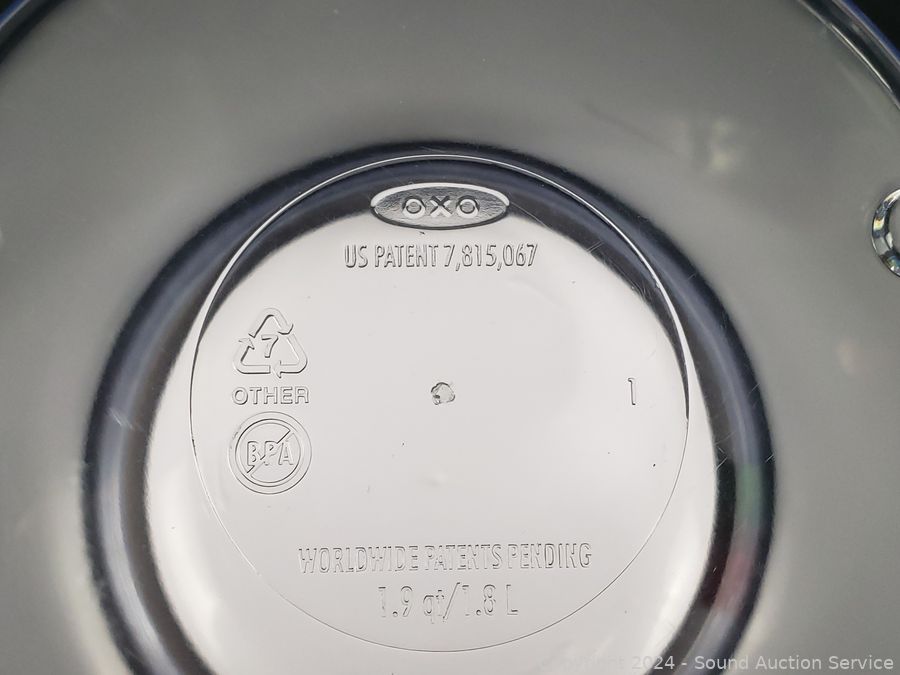 OXO
US PATENT 7,815,067
7
OTHER
BPA
1
WORLDWIDE PATENTS PENDING
1.9 qt/1.8 L
Copyright 2024 - Sound Auction Service